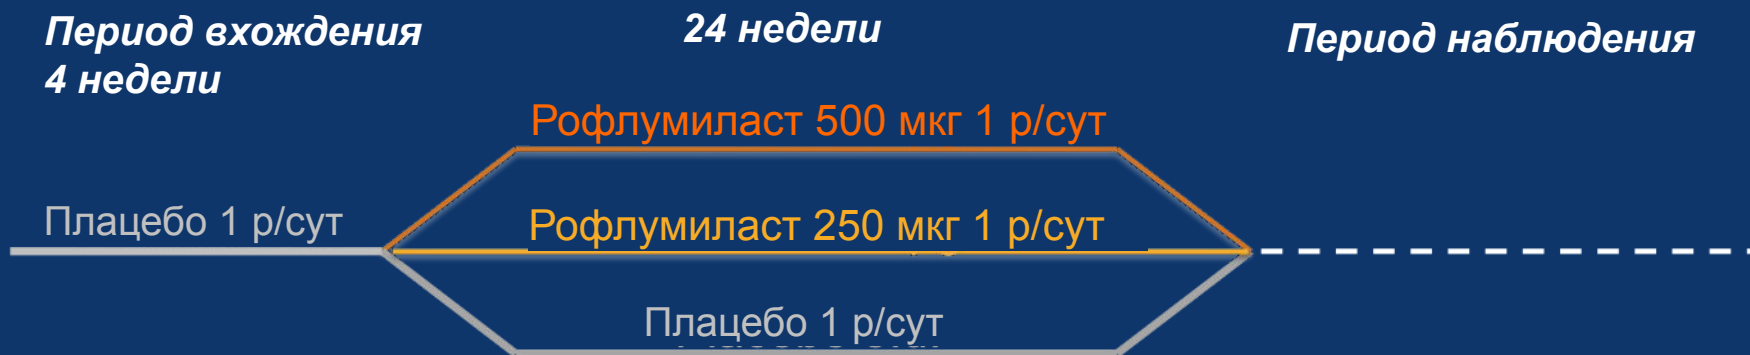 Период вхождения
4 недели
24 недели
Период наблюдения
Рофлумиласт 500 мкг 1 р/сут
Плацебо 1 р/сут
Рофлумиласт 250 мкг 1 р/сут
Плацебо 1 р/сут